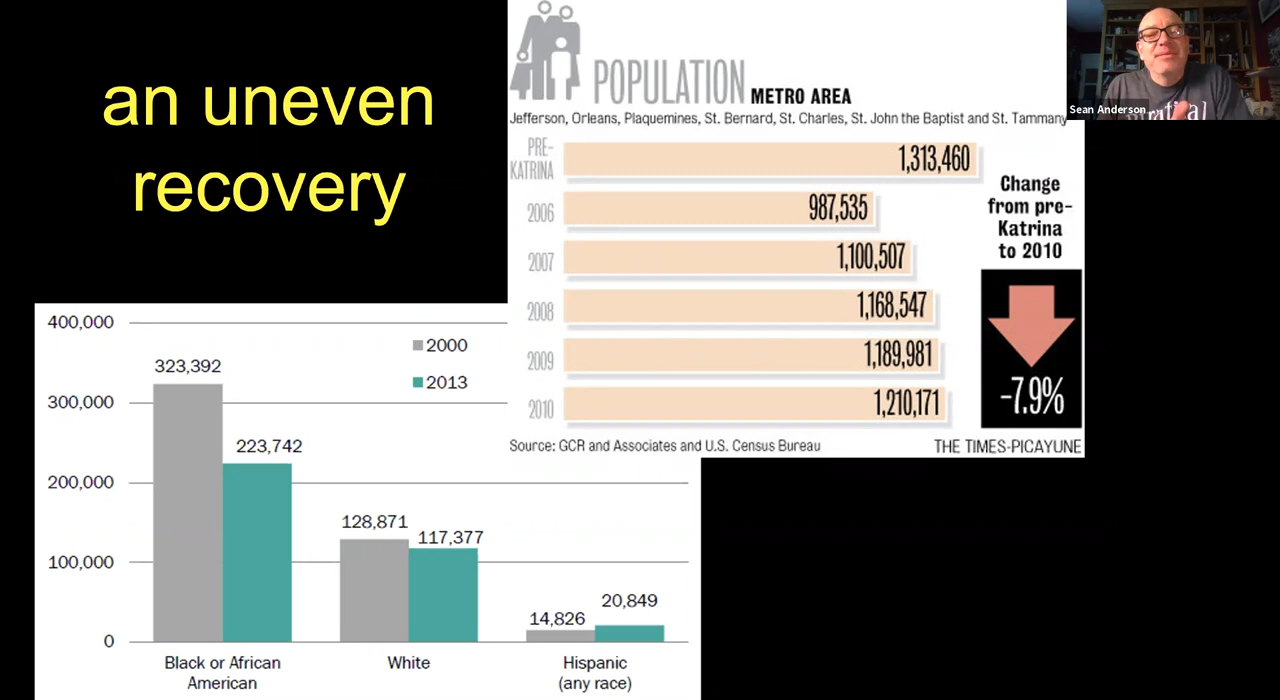 an uneven
recovery
POPULATION METRO AREA
Jefferson, Orleans, Plaquemines, St. Bernard, St. Charles, St. John the Baptist and St. Tammany
PRE-
KATRINA
1,313,460
2006
987,535
2007
1,100,507
2008
1,168,547
2009
1,189,981
2010
1,210,171
Change
from pre-
Katrina
to 2010
-7.9%
Source: GCR and Associates and U.S. Census Bureau
THE TIMES-PICAYUNE
Sean Anderson
400,000
300,000
200,000
100,000
0
2000
2013
323,392
223,742
128,871
117,377
14,826
20,849
Black or African
American
White
Hispanic
(any race)